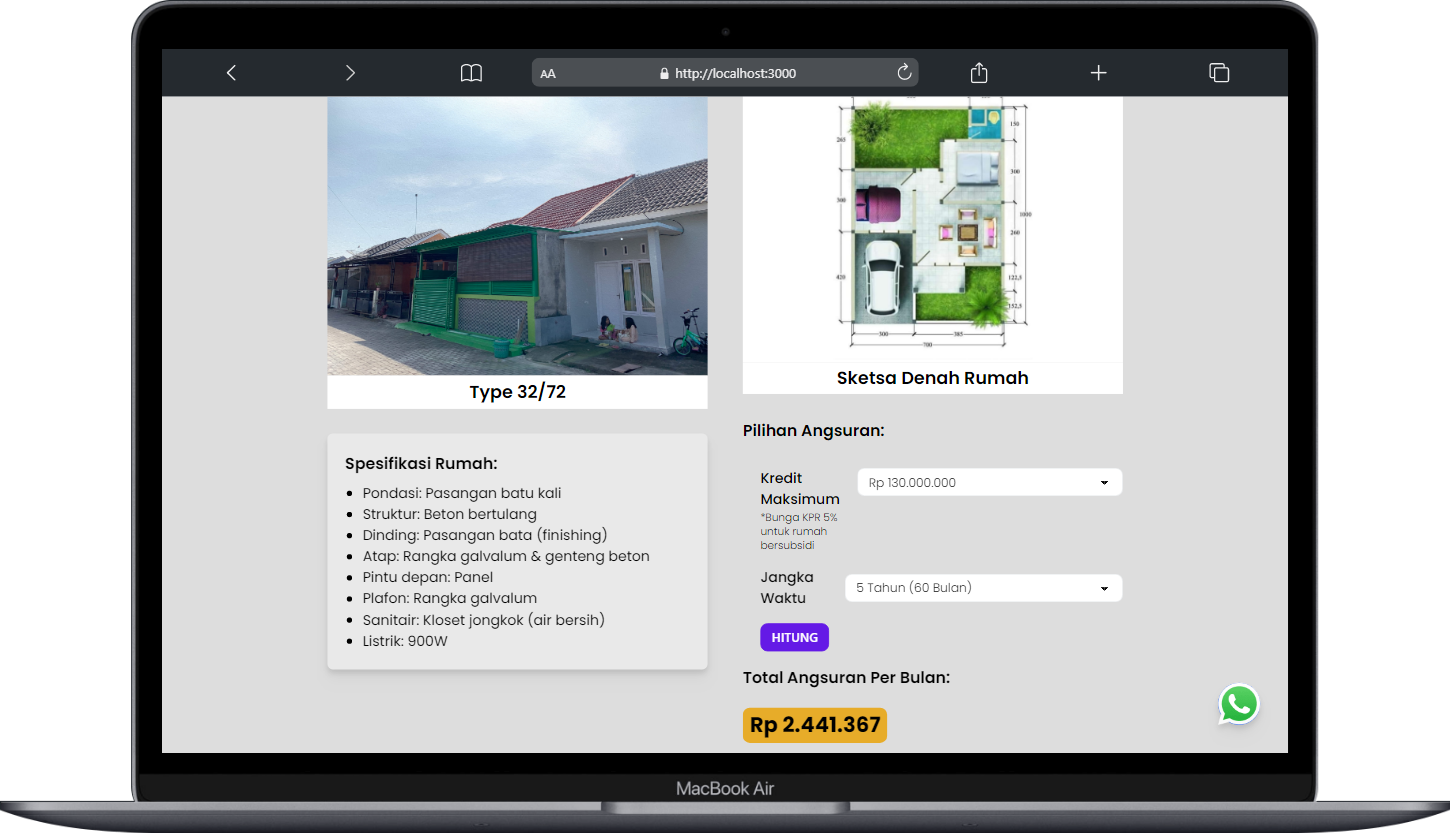 AA
http://localhost:3000
Type 32/72
Spesifikasi Rumah:
Pondasi: Pasangan batu kali
Struktur: Beton bertulang
Dinding: Pasangan bata (finishing)
Atap: Rangka galvalum & genteng beton
Pintu depan: Panel
Plafon: Rangka galvalum
Sanitair: Kloset jongkok (air bersih)
Listrik: 900W
150
300
1000
260
122,5
152,5
300
420
300
385
700
Sketsa Denah Rumah
Pilihan Angsuran:
Kredit
Maksimum
Rp 130.000.000
*Bunga KPR 5%
untuk rumah
bersubsidi
Jangka
Waktu
5 Tahun (60 Bulan)
HITUNG
Total Angsuran Per Bulan:
Rp 2.441.367
MacBook Air